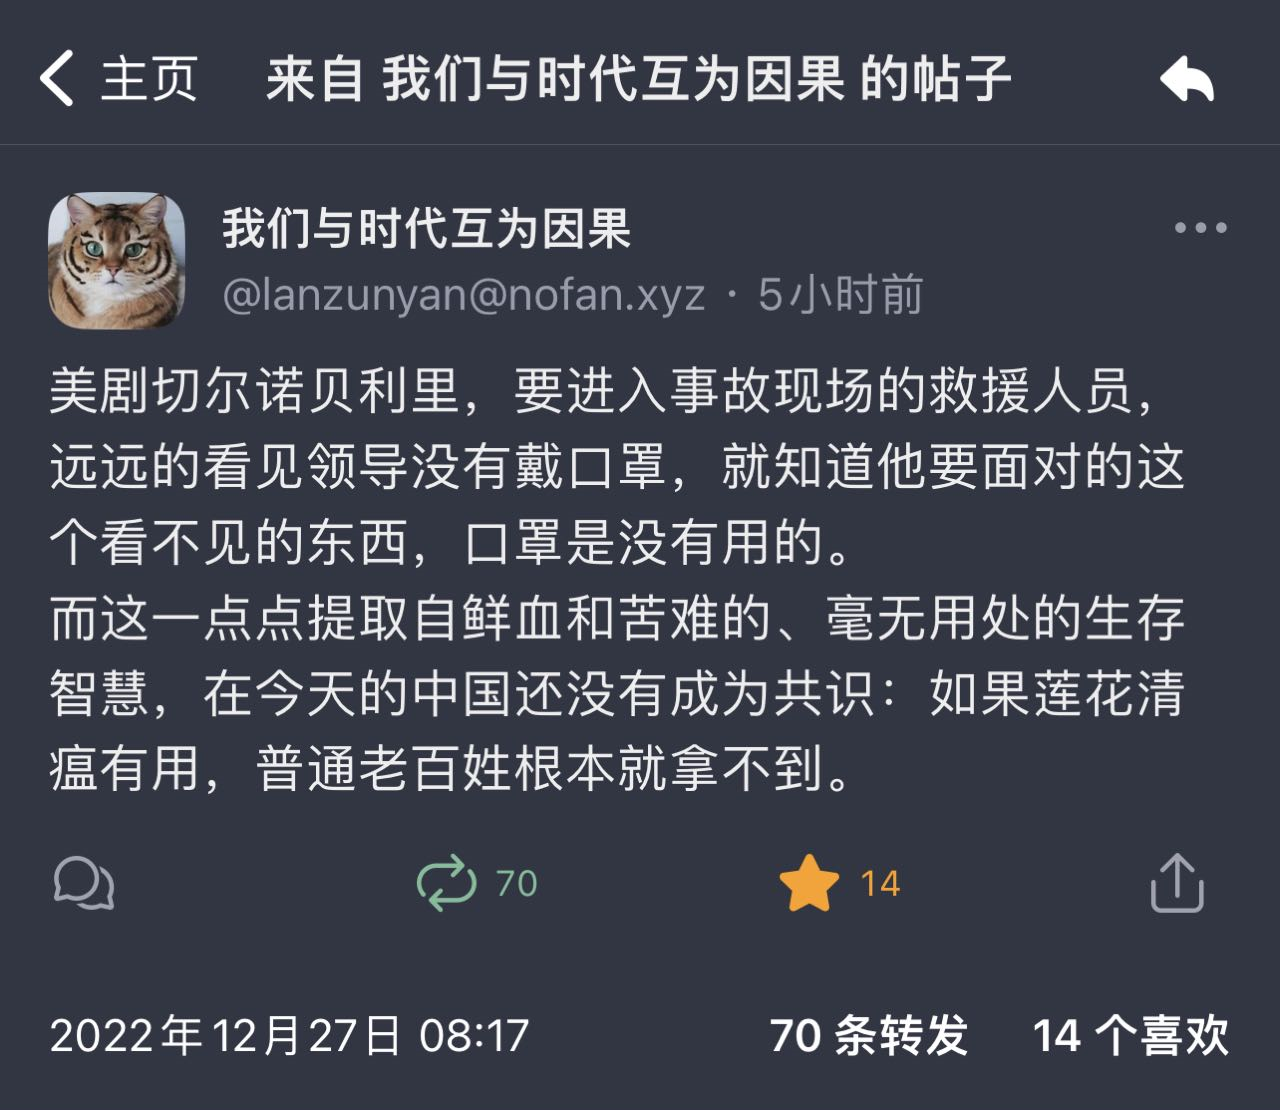 主页 来自 我们与时代互为因果 的帖子
我们与时代互为因果
@lanzunyan@nofan.xyz · 5小时前
美剧切尔诺贝利里，要进入事故现场的救援人员，
远远的看见领导没有戴口罩，就知道他要面对的这
个看不见的东西，口罩是没有用的。
而这一点点提取自鲜血和苦难的、毫无用处的生存
智慧，在今天的中国还没有成为共识：如果莲花清
瘟有用，普通老百姓根本就拿不到。
70 14
2022年12月27日 08:17 70 条转发 14 个喜欢